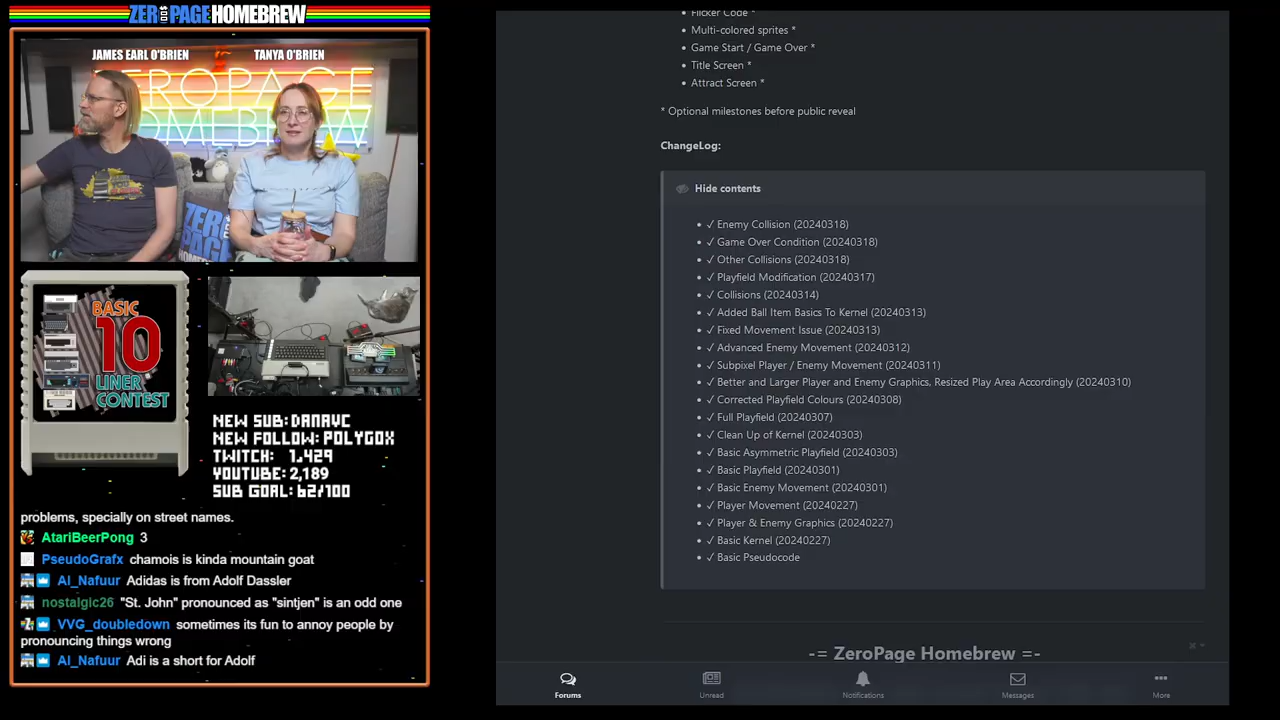 ZEROPAGE HOMEBREW
JAMES EARL O'BRIEN
TANYA O'BRIEN
ZEROPAGE
HOMEBREW
ZERO
PAGE
BASIC
10
LINER
CONTEST
NEW SUB: DANAVC
NEW FOLLOW: POLYGOX
TWITCH: 1,429
YOUTUBE: 2,189
SUB GOAL: 62/100
problems, specially on street names.
AtariBeerPong 3
PseudoGrafx chamois is kinda mountain goat
Al_Nafuur Adidas is from Adolf Dassler
nostalgic26 "St. John" pronounced as "sintjen" is an odd one
VVG_doubledown sometimes its fun to annoy people by
pronouncing things wrong
Al_Nafuur Adi is a short for Adolf
• Flicker Code *
• Multi-colored sprites *
• Game Start / Game Over *
• Title Screen *
• Attract Screen *
* Optional milestones before public reveal
ChangeLog:
Hide contents
• ✓ Enemy Collision (20240318)
• ✓ Game Over Condition (20240318)
• ✓ Other Collisions (20240318)
• ✓ Playfield Modification (20240317)
• ✓ Collisions (20240314)
• ✓ Added Ball Item Basics To Kernel (20240313)
• ✓ Fixed Movement Issue (20240313)
• ✓ Advanced Enemy Movement (20240312)
• ✓ Subpixel Player / Enemy Movement (20240311)
• ✓ Better and Larger Player and Enemy Graphics, Resized Play Area Accordingly (20240310)
• ✓ Corrected Playfield Colours (20240308)
• ✓ Full Playfield (20240307)
• ✓ Clean Up of Kernel (20240303)
• ✓ Basic Asymmetric Playfield (20240303)
• ✓ Basic Playfield (20240301)
• ✓ Basic Enemy Movement (20240301)
• ✓ Player Movement (20240227)
• ✓ Player & Enemy Graphics (20240227)
• ✓ Basic Kernel (20240227)
• ✓ Basic Pseudocode
-= ZeroPage Homebrew =-
Forums
Unread
Notifications
Messages
More